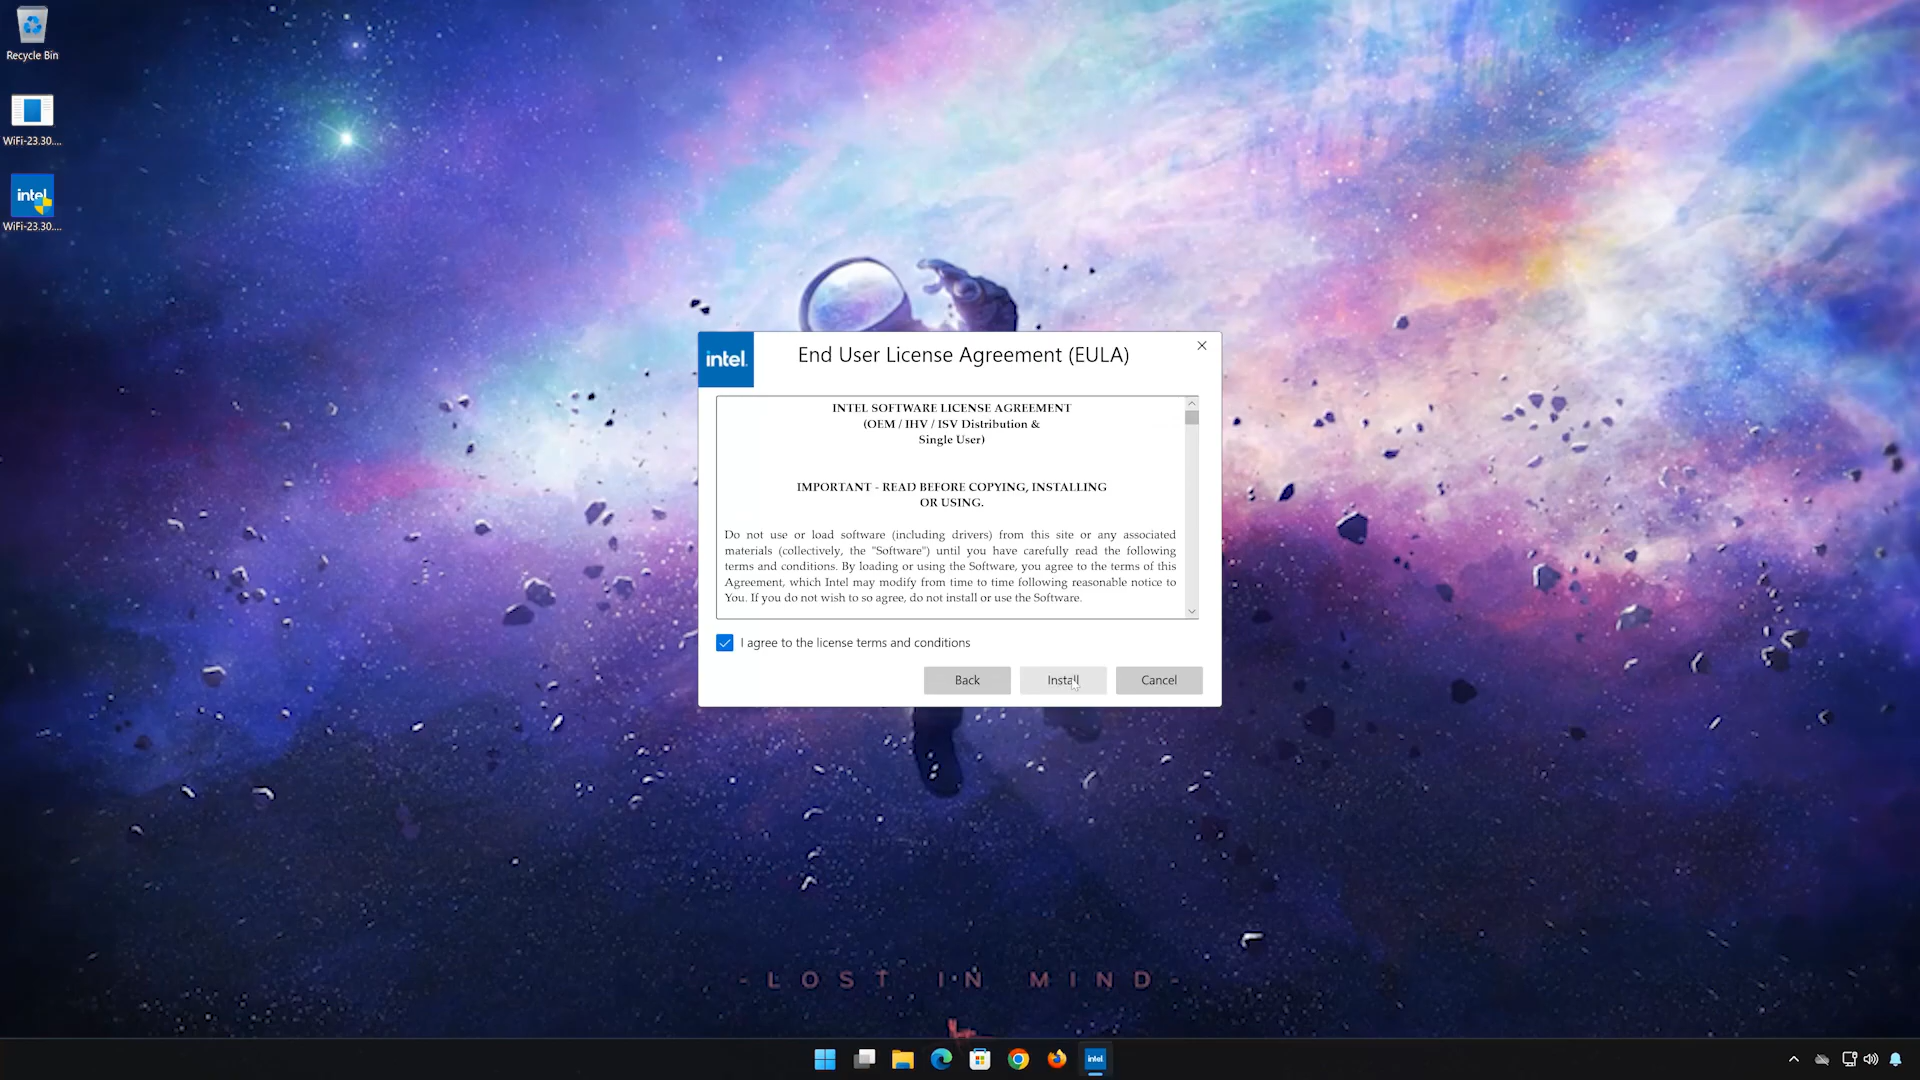 Recycle Bin
WiFi-23.30....
intel
WiFi-23.30....
intel.
End User License Agreement (EULA)
INTEL SOFTWARE LICENSE AGREEMENT
(OEM / IHV / ISV Distribution &
Single User)
IMPORTANT - READ BEFORE COPYING, INSTALLING
OR USING.
Do not use or load software (including drivers) from this site or any associated
materials (collectively, the "Software") until you have carefully read the following
terms and conditions. By loading or using the Software, you agree to the terms of this
Agreement, which Intel may modify from time to time following reasonable notice to
You. If you do not wish to so agree, do not install or use the Software.
I agree to the license terms and conditions
Back
Install
Cancel
- LOST IN MIND -
intel